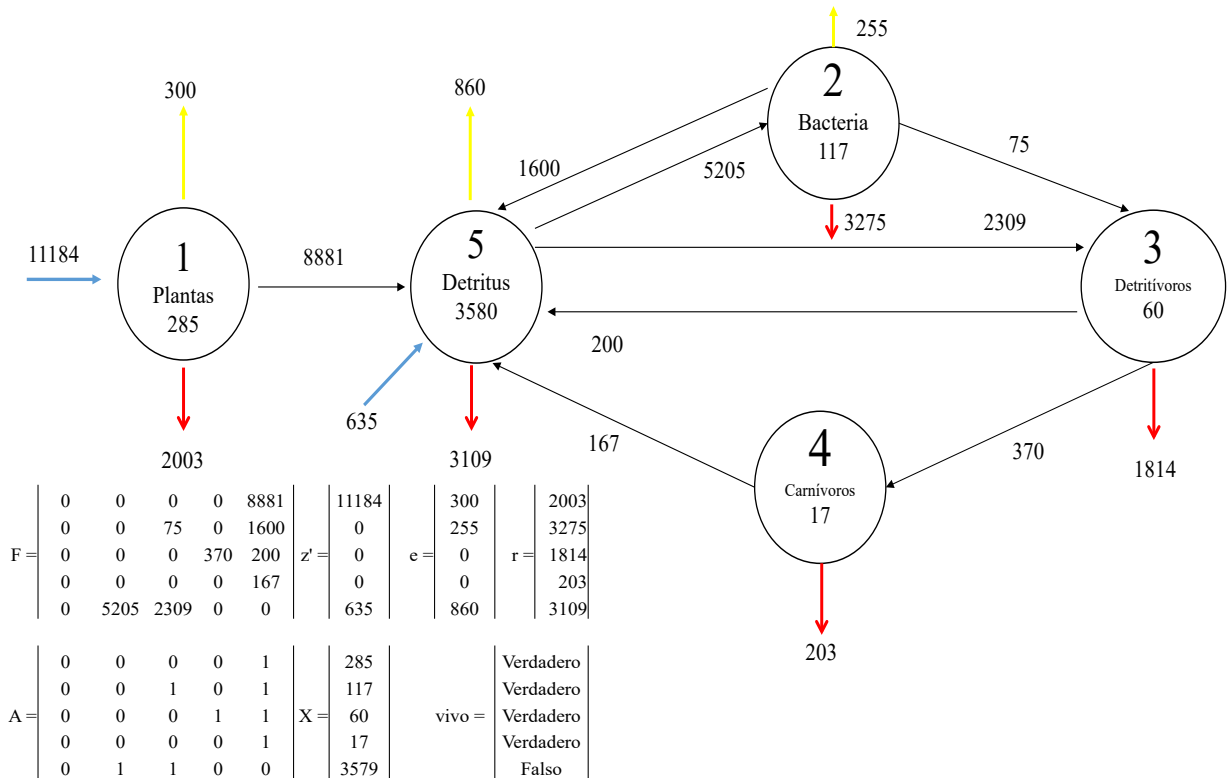 255
300
860
2
Bacteria
117
75
1600
5205
3275
2309
11184
1
Plantas
285
8881
5
Detritus
3580
3
Detritívoros
60
200
635
2003
3109
167
4
Carnívoros
17
370
1814
203
F = 0 0 0 0 8881 z' = 11184 e = 300 r = 2003
0 0 75 0 1600 0 255 3275
0 0 0 370 200 0 0 1814
0 0 0 0 167 0 0 203
0 5205 2309 0 0 635 860 3109
A = 0 0 0 0 1 X = 285 vivo = Verdadero
0 0 1 0 1 117 Verdadero
0 0 0 1 1 60 Verdadero
0 0 0 0 1 17 Verdadero
0 1 1 0 0 3579 Falso